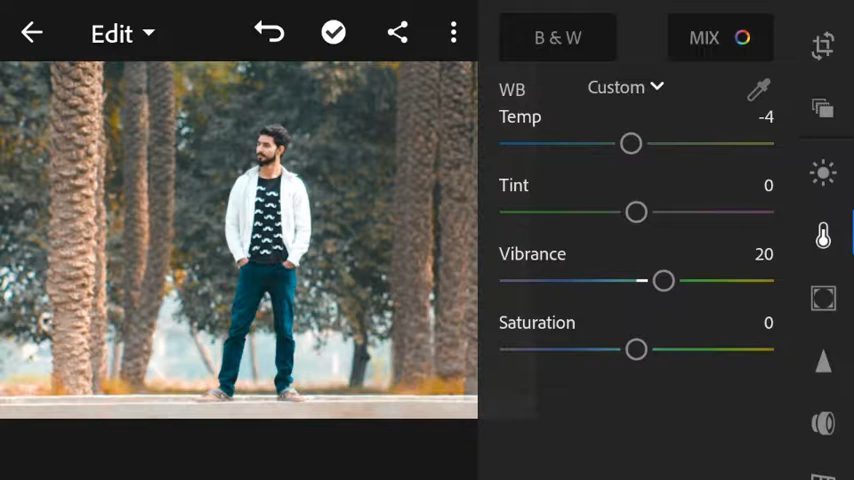 Edit
B & W
MIX
WB
Custom
Temp
-4
Tint
0
Vibrance
20
Saturation
0